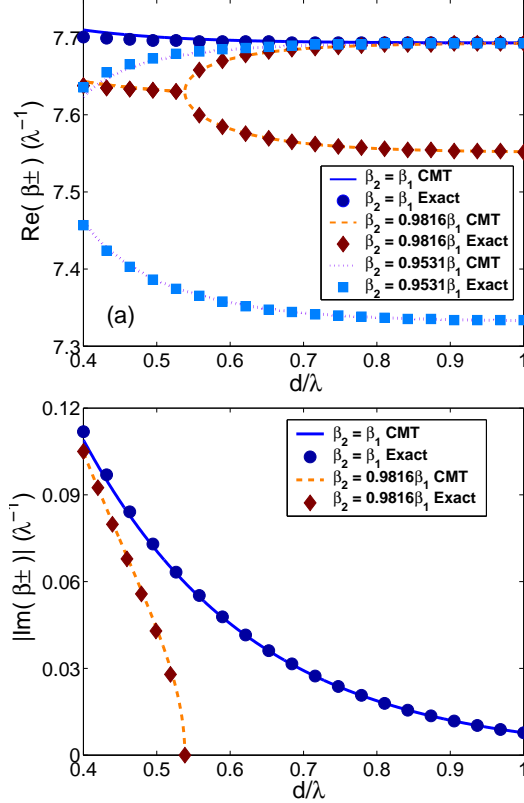 7.7
7.6
7.5
7.4
7.3
Re( β± ) (λ⁻¹)
β₂ = β₁ CMT
β₂ = β₁ Exact
β₂ = 0.9816β₁ CMT
β₂ = 0.9816β₁ Exact
β₂ = 0.9531β₁ CMT
β₂ = 0.9531β₁ Exact
(a)
0.4 0.5 0.6 0.7 0.8 0.9 1
d/λ
0.12
0.09
0.06
0.03
0
|Im( β± )| (λ⁻¹)
β₂ = β₁ CMT
β₂ = β₁ Exact
β₂ = 0.9816β₁ CMT
β₂ = 0.9816β₁ Exact
0.4 0.5 0.6 0.7 0.8 0.9 1
d/λ